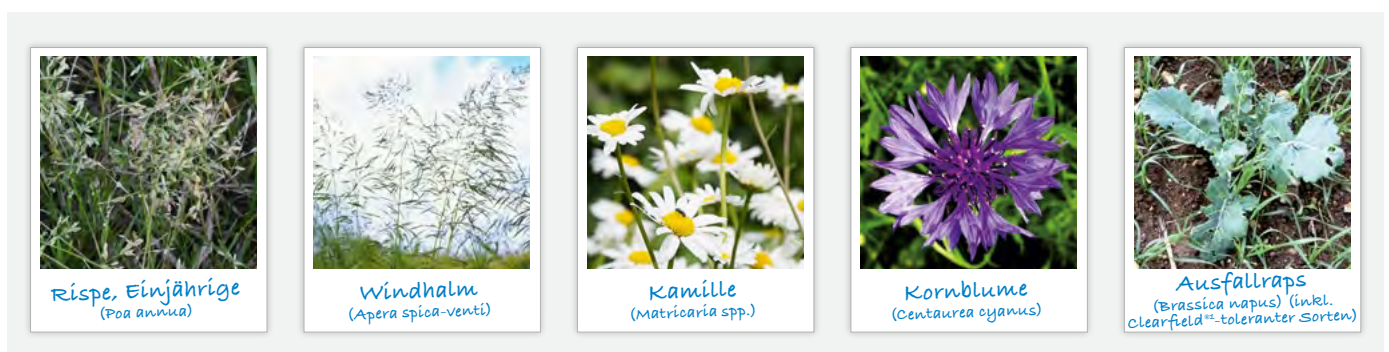 Rispe, Einjährige
(Poa annua)
Windhalm
(Apera spica-venti)
Kamille
(Matricaria spp.)
Kornblume
(Centaurea cyanus)
Ausfallraps
(Brassica napus) (inkl.
Clearfield®¹-toleranter Sorten)